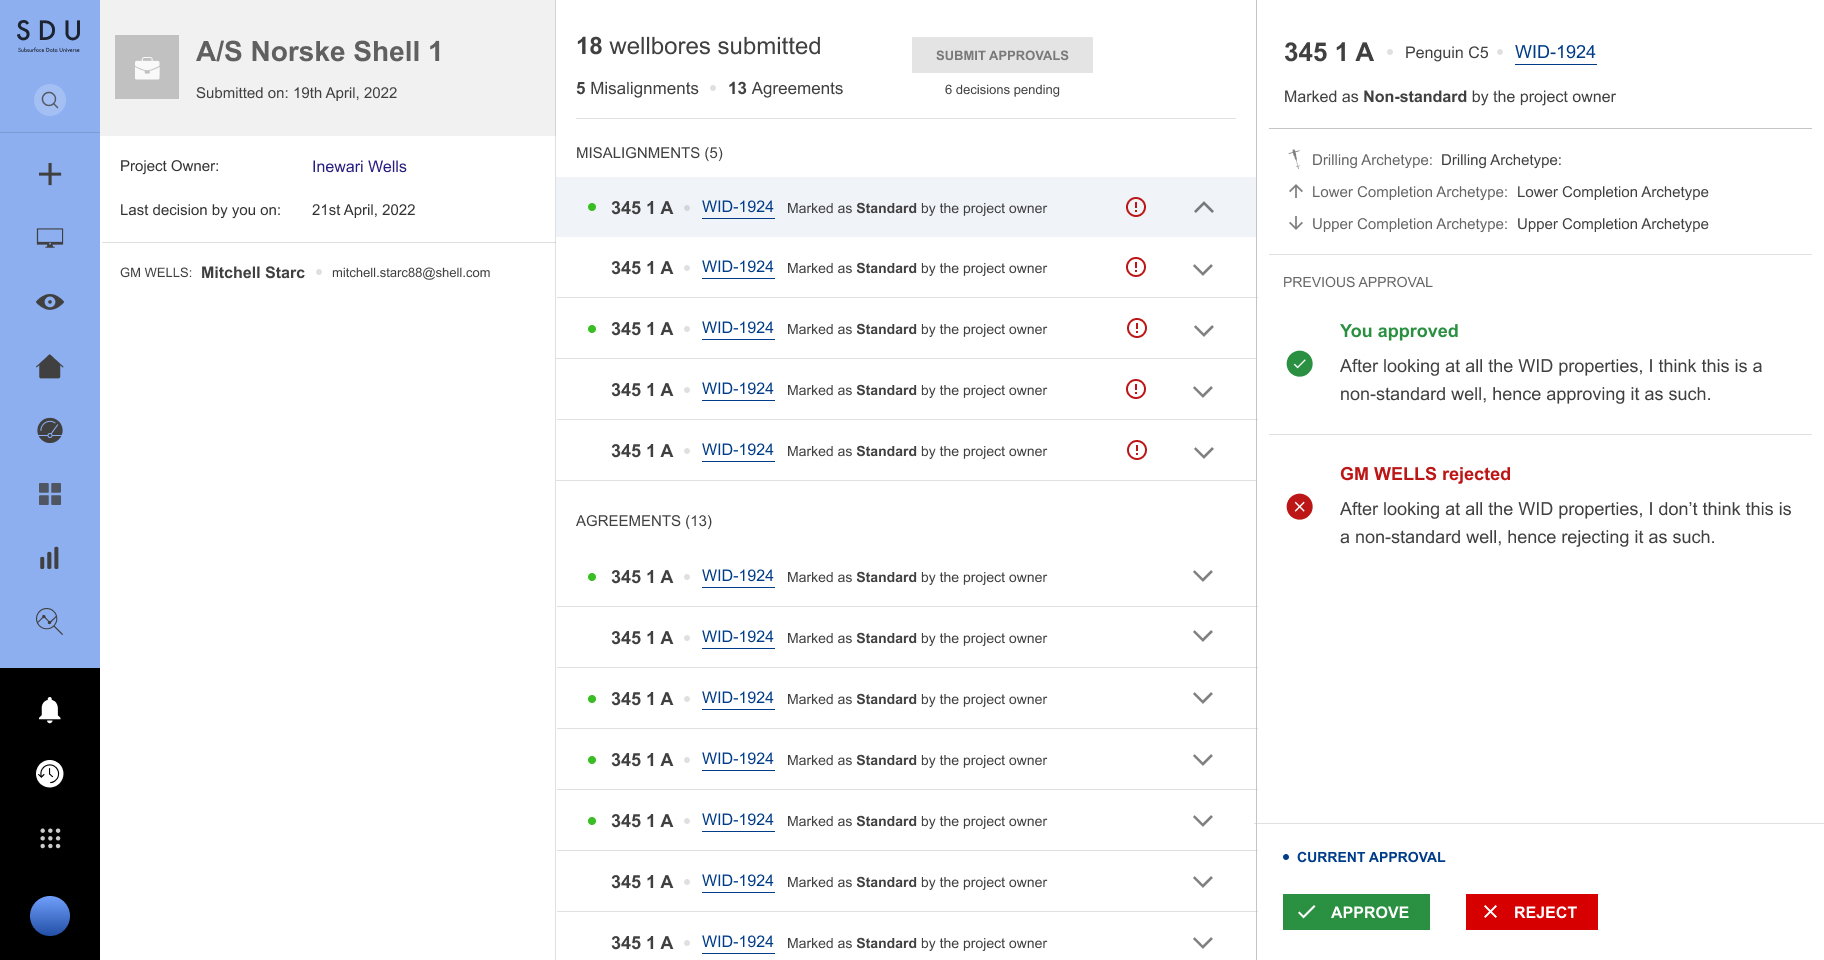 SDU
Subsurface Data Universe
A/S Norske Shell 1
Submitted on: 19th April, 2022
Project Owner: Inewari Wells
Last decision by you on: 21st April, 2022
GM WELLS: Mitchell Starc mitchell.starc88@shell.com
18 wellbores submitted
5 Misalignments 13 Agreements
SUBMIT APPROVALS
6 decisions pending
MISALIGNMENTS (5)
345 1 A WID-1924 Marked as Standard by the project owner
345 1 A WID-1924 Marked as Standard by the project owner
345 1 A WID-1924 Marked as Standard by the project owner
345 1 A WID-1924 Marked as Standard by the project owner
345 1 A WID-1924 Marked as Standard by the project owner
AGREEMENTS (13)
345 1 A WID-1924 Marked as Standard by the project owner
345 1 A WID-1924 Marked as Standard by the project owner
345 1 A WID-1924 Marked as Standard by the project owner
345 1 A WID-1924 Marked as Standard by the project owner
345 1 A WID-1924 Marked as Standard by the project owner
345 1 A WID-1924 Marked as Standard by the project owner
345 1 A WID-1924 Marked as Standard by the project owner
345 1 A Penguin C5 WID-1924
Marked as Non-standard by the project owner
Drilling Archetype: Drilling Archetype:
Lower Completion Archetype: Lower Completion Archetype
Upper Completion Archetype: Upper Completion Archetype
PREVIOUS APPROVAL
You approved
After looking at all the WID properties, I think this is a
non-standard well, hence approving it as such.
GM WELLS rejected
After looking at all the WID properties, I don’t think this is
a non-standard well, hence rejecting it as such.
CURRENT APPROVAL
APPROVE
REJECT